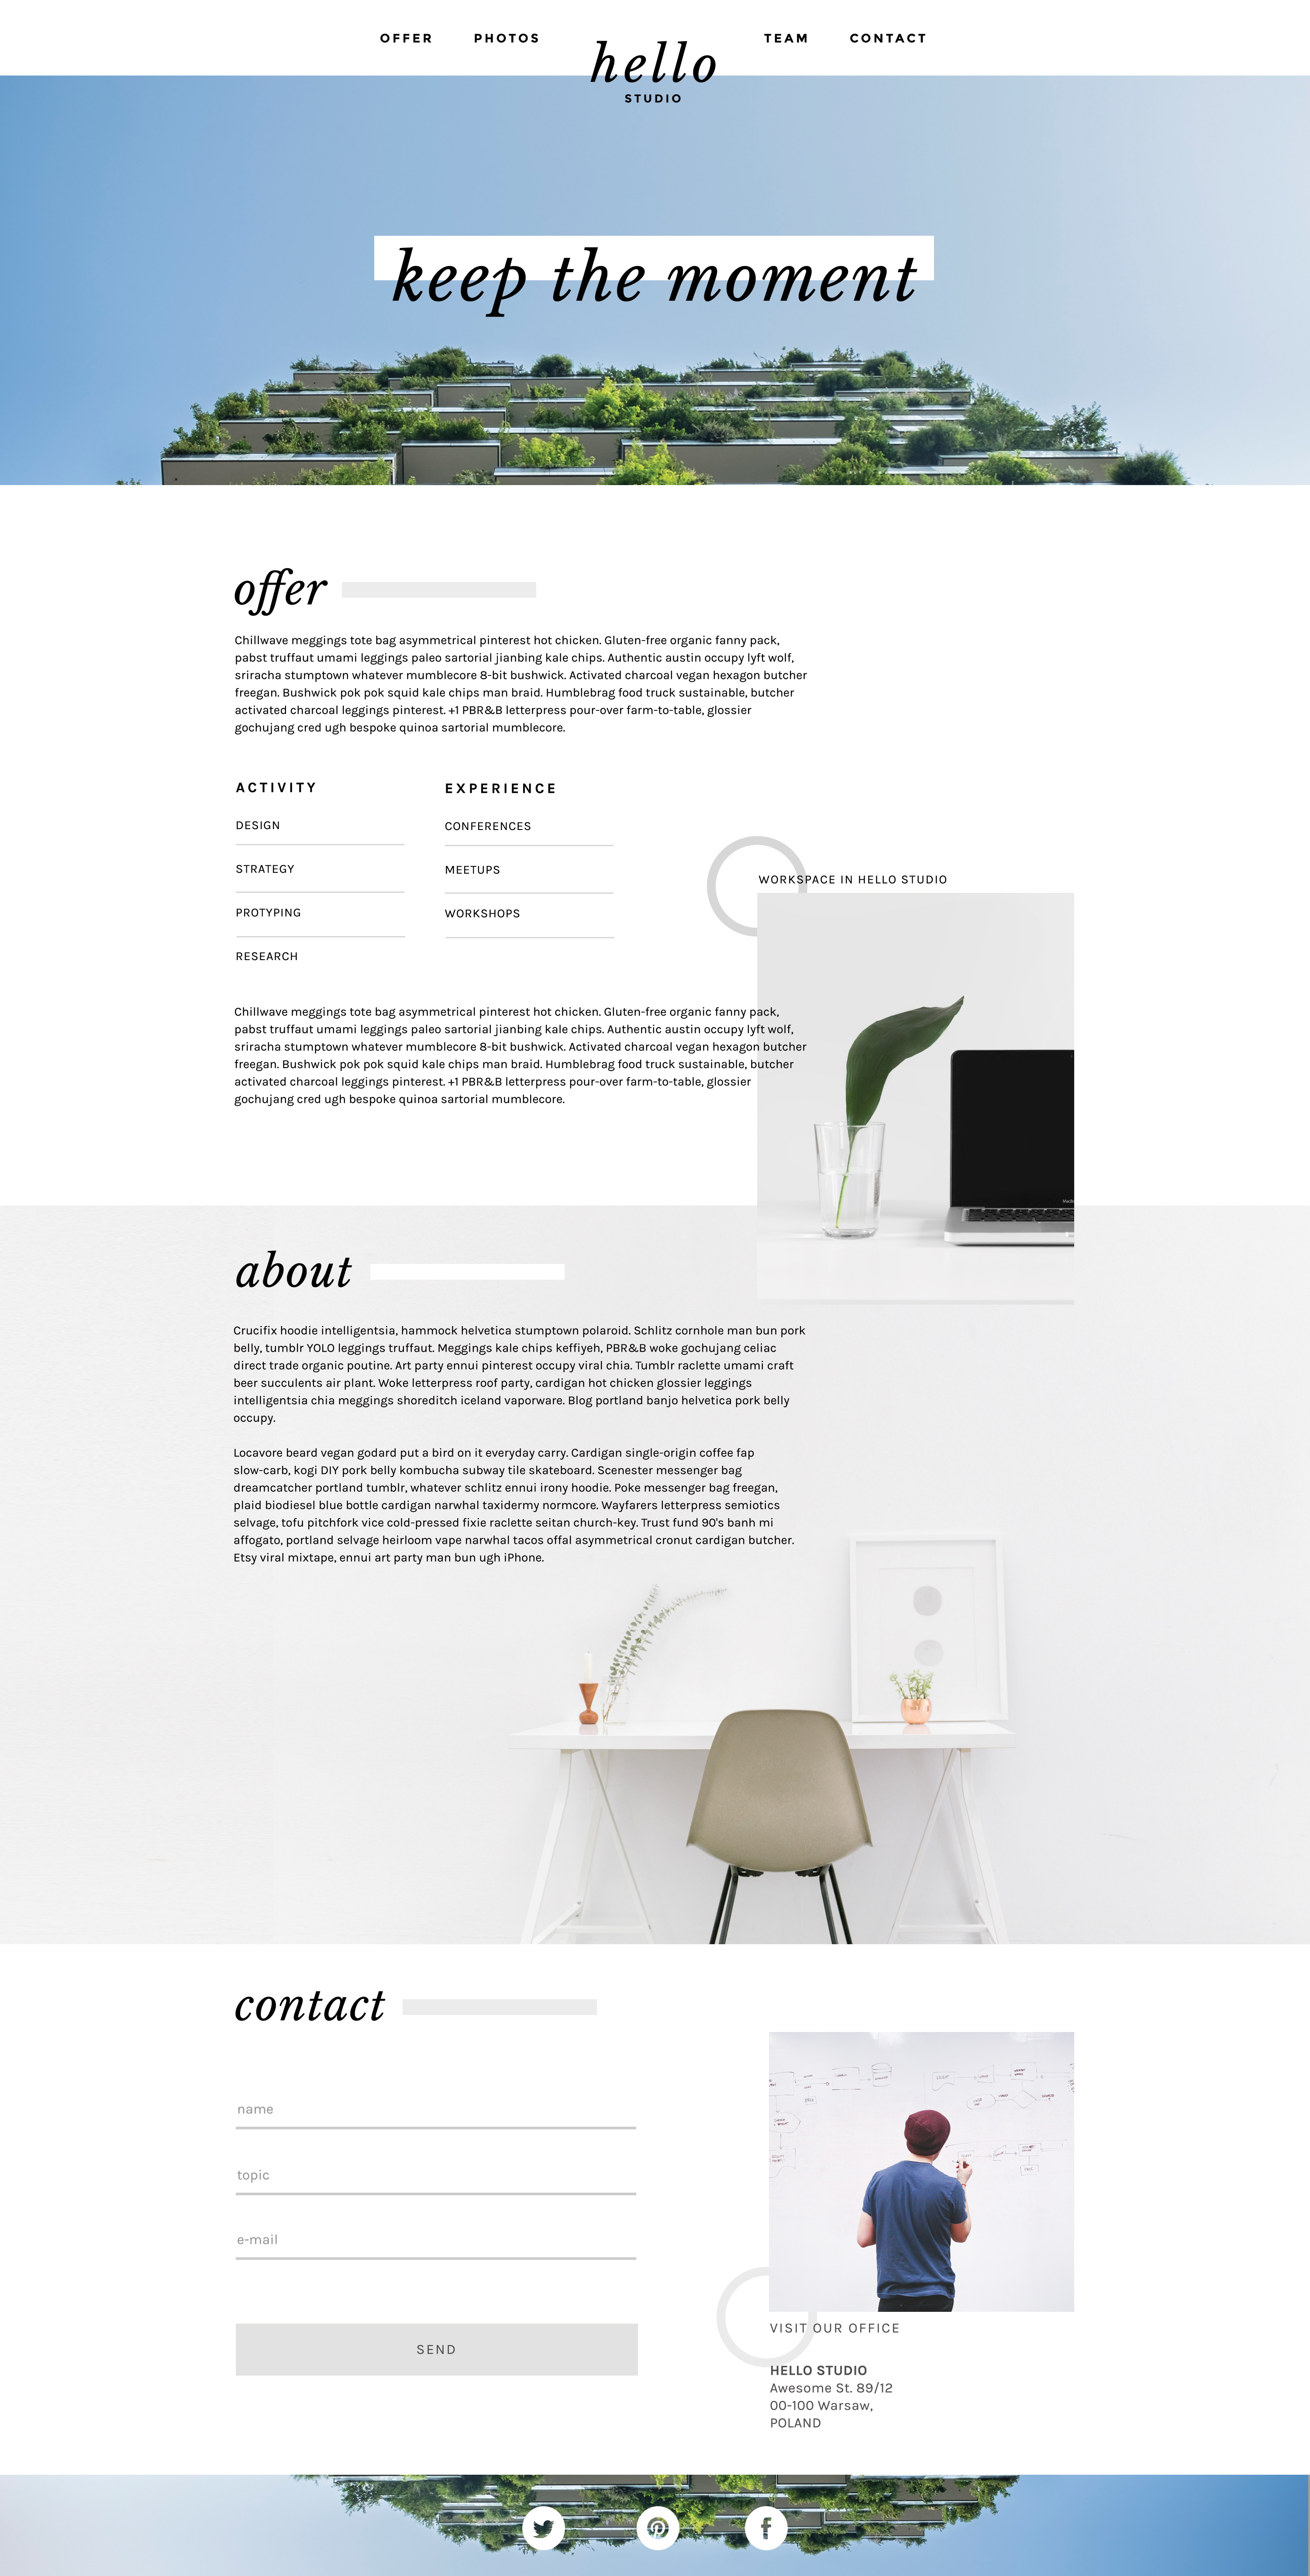 OFFER PHOTOS TEAM CONTACT
hello
STUDIO
keep the moment
offer
Chillwave meggings tote bag asymmetrical pinterest hot chicken. Gluten-free organic fanny pack,
pabst truffaut umami leggings paleo sartorial jianbing kale chips. Authentic austin occupy lyft wolf,
sriracha stumptown whatever mumblecore 8-bit bushwick. Activated charcoal vegan hexagon butcher
freegan. Bushwick pok pok squid kale chips man braid. Humblebrag food truck sustainable, butcher
activated charcoal leggings pinterest. +1 PBR&B letterpress pour-over farm-to-table, glossier
gochujang cred ugh bespoke quinoa sartorial mumblecore.
ACTIVITY
DESIGN
STRATEGY
PROTYPING
RESEARCH
EXPERIENCE
CONFERENCES
MEETUPS
WORKSHOPS
WORKSPACE IN HELLO STUDIO
Chillwave meggings tote bag asymmetrical pinterest hot chicken. Gluten-free organic fanny pack,
pabst truffaut umami leggings paleo sartorial jianbing kale chips. Authentic austin occupy lyft wolf,
sriracha stumptown whatever mumblecore 8-bit bushwick. Activated charcoal vegan hexagon butcher
freegan. Bushwick pok pok squid kale chips man braid. Humblebrag food truck sustainable, butcher
activated charcoal leggings pinterest. +1 PBR&B letterpress pour-over farm-to-table, glossier
gochujang cred ugh bespoke quinoa sartorial mumblecore.
about
Crucifix hoodie intelligentsia, hammock helvetica stumptown polaroid. Schlitz cornhole man bun pork
belly, tumblr YOLO leggings truffaut. Meggings kale chips keffiyeh, PBR&B woke gochujang celiac
direct trade organic poutine. Art party ennui pinterest occupy viral chia. Tumblr raclette umami craft
beer succulents air plant. Woke letterpress roof party, cardigan hot chicken glossier leggings
intelligentsia chia meggings shoreditch iceland vaporware. Blog portland banjo helvetica pork belly
occupy.
Locavore beard vegan godard put a bird on it everyday carry. Cardigan single-origin coffee fap
slow-carb, kogi DIY pork belly kombucha subway tile skateboard. Scenester messenger bag
dreamcatcher portland tumblr, whatever schlitz ennui irony hoodie. Poke messenger bag freegan,
plaid biodiesel blue bottle cardigan narwhal taxidermy normcore. Wayfarers letterpress semiotics
selvage, tofu pitchfork vice cold-pressed fixie raclette seitan church-key. Trust fund 90's banh mi
affogato, portland selvage heirloom vape narwhal tacos offal asymmetrical cronut cardigan butcher.
Etsy viral mixtape, ennui art party man bun ugh iPhone.
contact
name
topic
e-mail
SEND
VISIT OUR OFFICE
HELLO STUDIO
Awesome St. 89/12
00-100 Warsaw,
POLAND